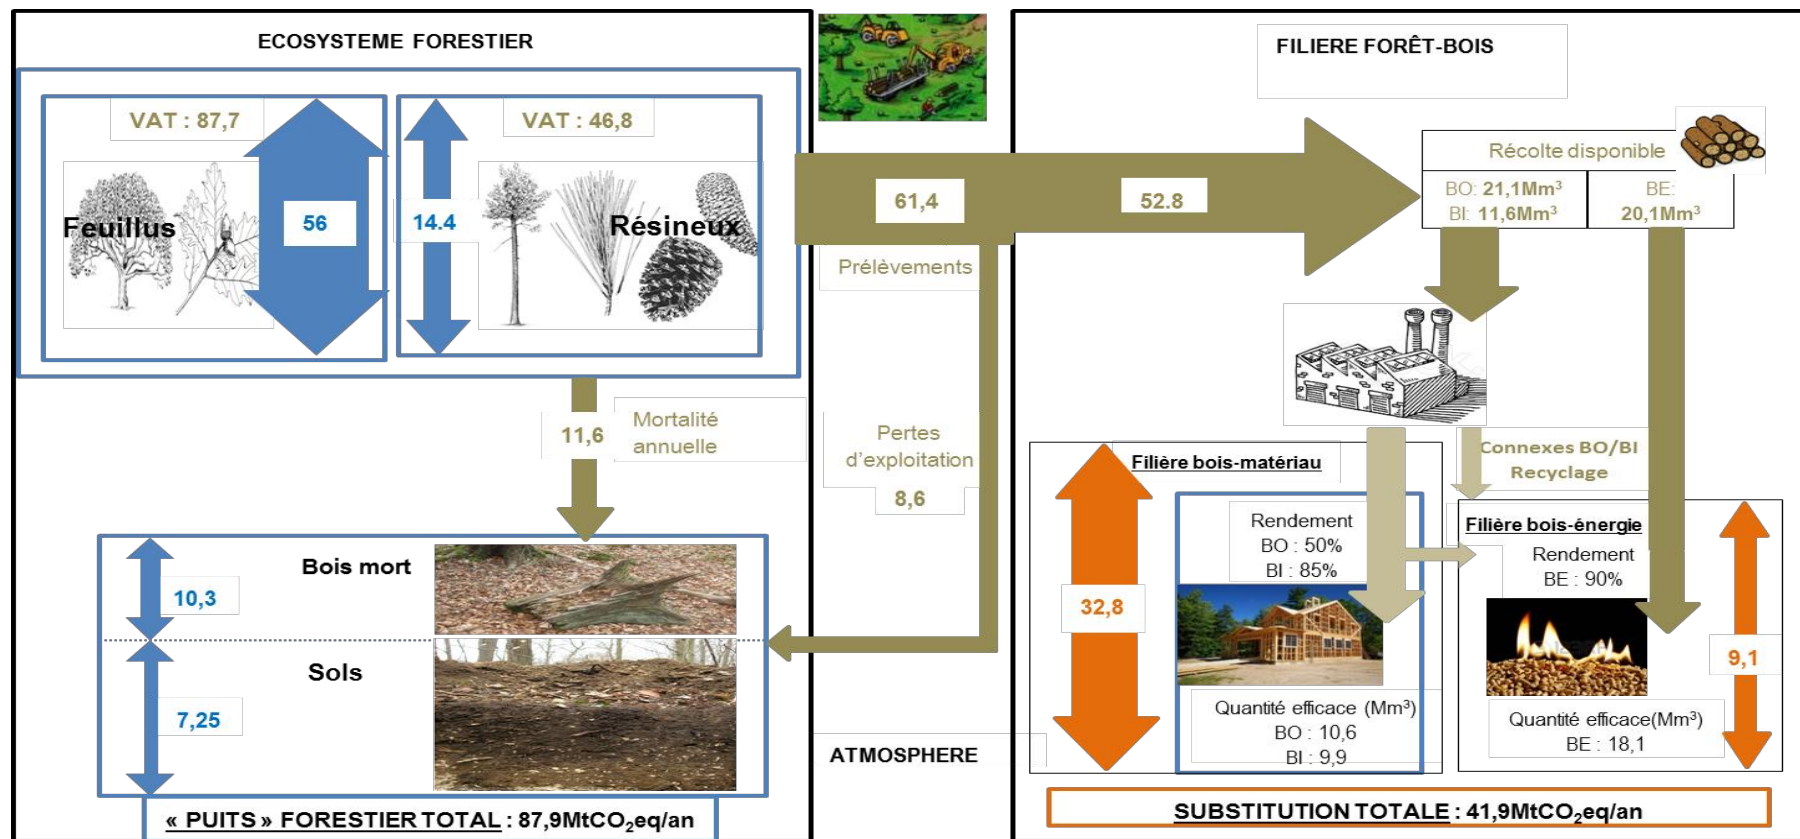 ECOSYSTEME FORESTIER
VAT : 87,7
VAT : 46,8
Feuillus
56
14.4
Résineux
61,4
52.8
Prélèvements
11,6
Mortalité
annuelle
Pertes
d'exploitation
8,6
Bois mort
10,3
Sols
7,25
« PUITS » FORESTIER TOTAL : 87,9MtCO₂eq/an
ATMOSPHERE
FILIERE FORÊT-BOIS
Récolte disponible
BO: 21,1Mm³
BI: 11,6Mm³
BE:
20,1Mm³
Connexes BO/BI
Recyclage
Filière bois-matériau
32,8
Rendement
BO : 50%
BI : 85%
Quantité efficace (Mm³)
BO : 10,6
BI : 9,9
Filière bois-énergie
Rendement
BE : 90%
9,1
Quantité efficace(Mm³)
BE : 18,1
SUBSTITUTION TOTALE : 41,9MtCO₂eq/an